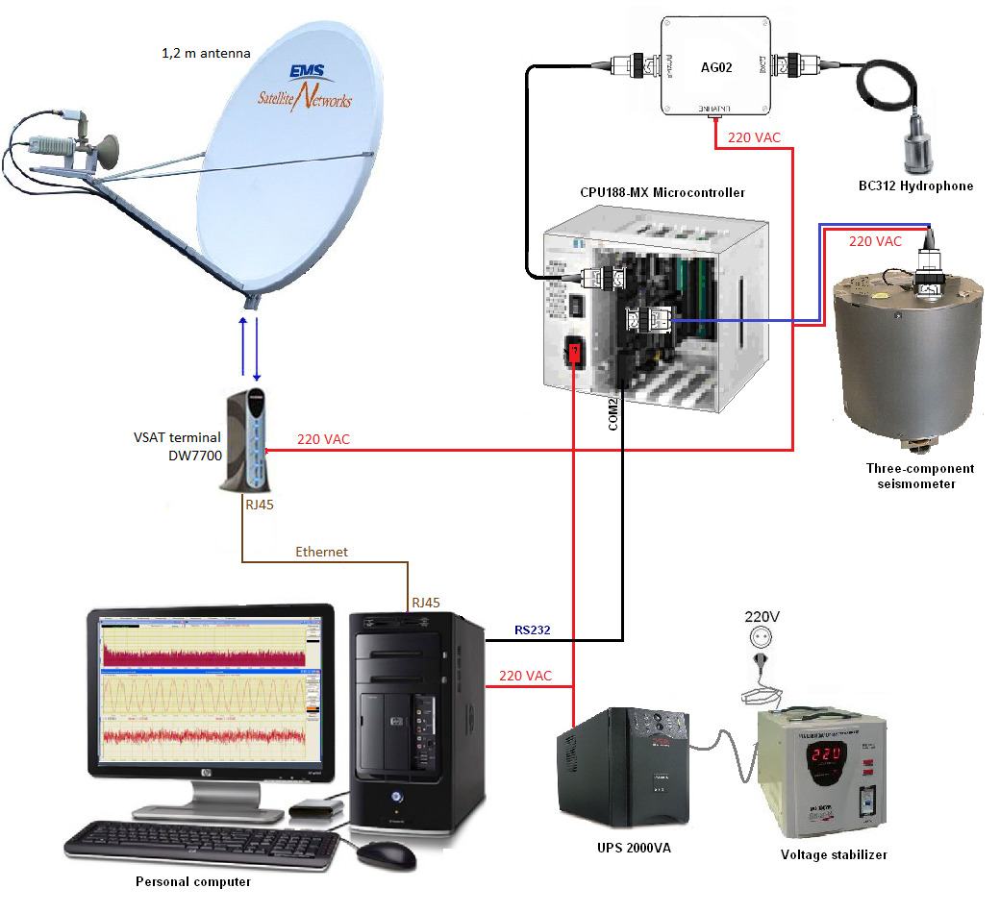 1,2 m antenna
EMS
Satellite Networks
AG02
220 VAC
BC312 Hydrophone
CPU188-MX Microcontroller
220 VAC
COM2
VSAT terminal
DW7700
220 VAC
Three-component
seismometer
RJ45
Ethernet
RJ45
RS232
220 VAC
220V
220
hp
UPS 2000VA
Voltage stabilizer
Personal computer